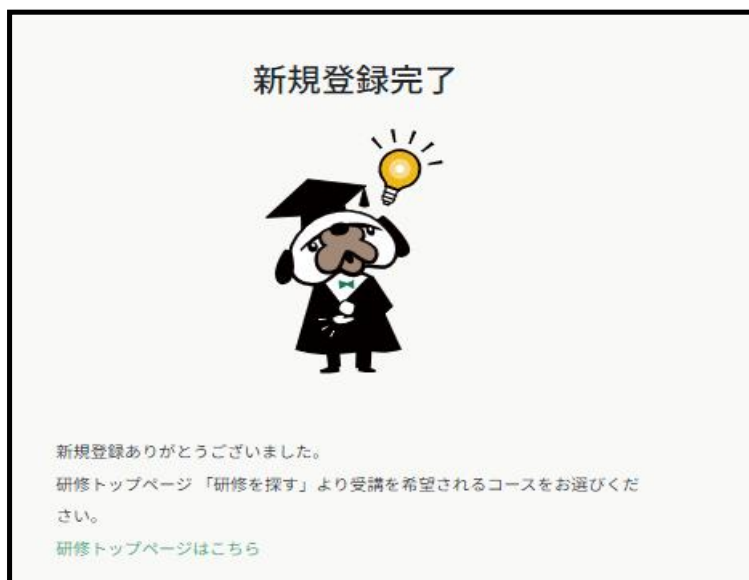 新規登録完了
新規登録ありがとうございました。
研修トップページ 「研修を探す」より受講を希望されるコースをお選びくだ
さい。
研修トップページはこちら